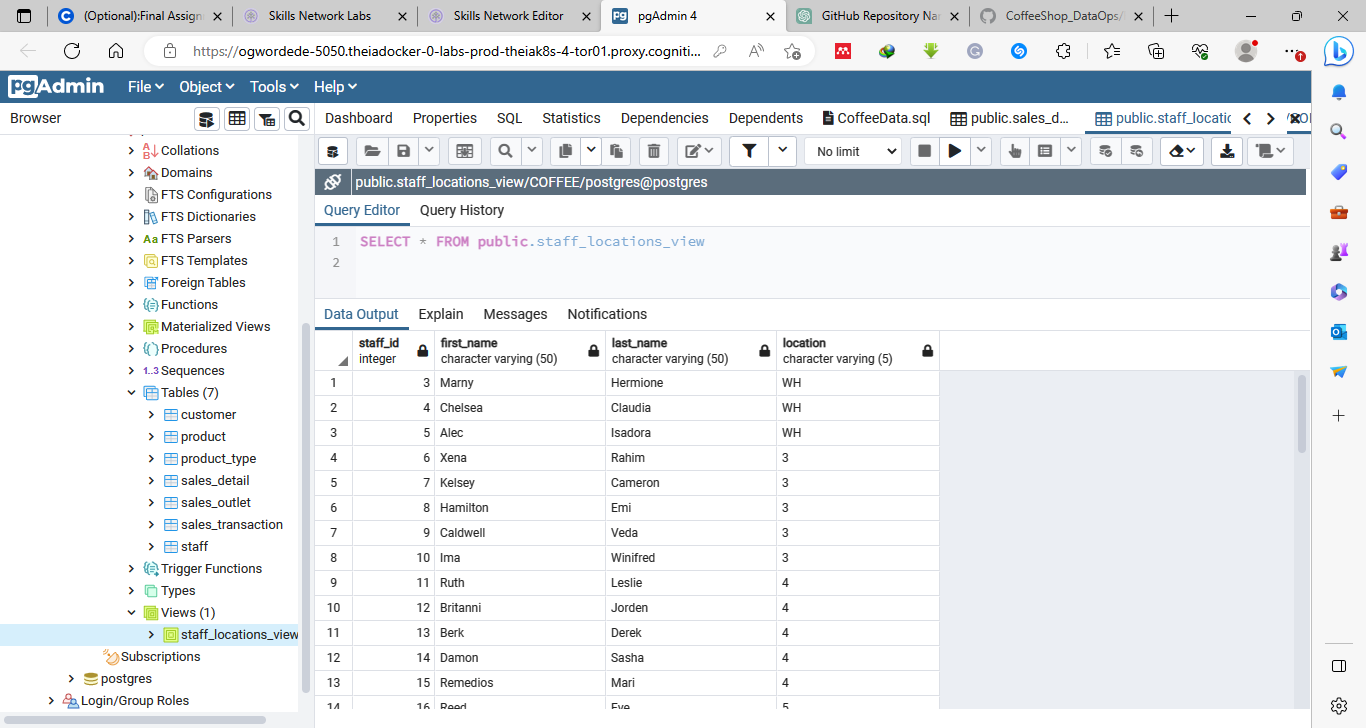 (Optional):Final Assign
Skills Network Labs
Skills Network Editor
pgAdmin 4
GitHub Repository Na
CoffeeShop_DataOps/
https://ogwordede-5050.theiadocker-0-labs-prod-theiak8s-4-tor01.proxy.cogniti...
pgAdmin
File
Object
Tools
Help
Browser
Dashboard
Properties
SQL
Statistics
Dependencies
Dependents
CoffeeData.sql
public.sales_d...
public.staff_locatic
No limit
public.staff_locations_view/COFFEE/postgres@postgres
Query Editor
Query History
1 SELECT * FROM public.staff_locations_view
2
Data Output
Explain
Messages
Notifications
staff_id integer
first_name character varying (50)
last_name character varying (50)
location character varying (5)
1 3 Marny Hermione WH
2 4 Chelsea Claudia WH
3 5 Alec Isadora WH
4 6 Xena Rahim 3
5 7 Kelsey Cameron 3
6 8 Hamilton Emi 3
7 9 Caldwell Veda 3
8 10 Ima Winifred 3
9 11 Ruth Leslie 4
10 12 Britanni Jorden 4
11 13 Berk Derek 4
12 14 Damon Sasha 4
13 15 Remedios Mari 4
14 16 Reed Eve 5
Collations
Domains
FTS Configurations
FTS Dictionaries
FTS Parsers
FTS Templates
Foreign Tables
Functions
Materialized Views
Procedures
1..3 Sequences
Tables (7)
customer
product
product_type
sales_detail
sales_outlet
sales_transaction
staff
Trigger Functions
Types
Views (1)
staff_locations_view
Subscriptions
postgres
Login/Group Roles